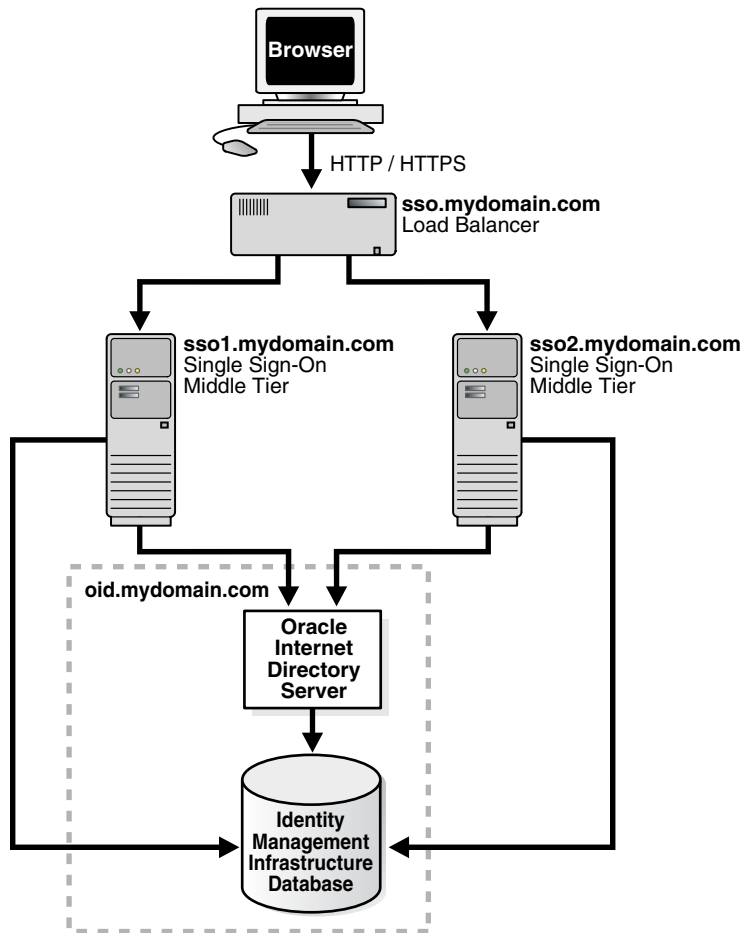 Browser
HTTP / HTTPS
sso.mydomain.com
Load Balancer
sso1.mydomain.com
Single Sign-On
Middle Tier
sso2.mydomain.com
Single Sign-On
Middle Tier
oid.mydomain.com
Oracle
Internet
Directory
Server
Identity
Management
Infrastructure
Database